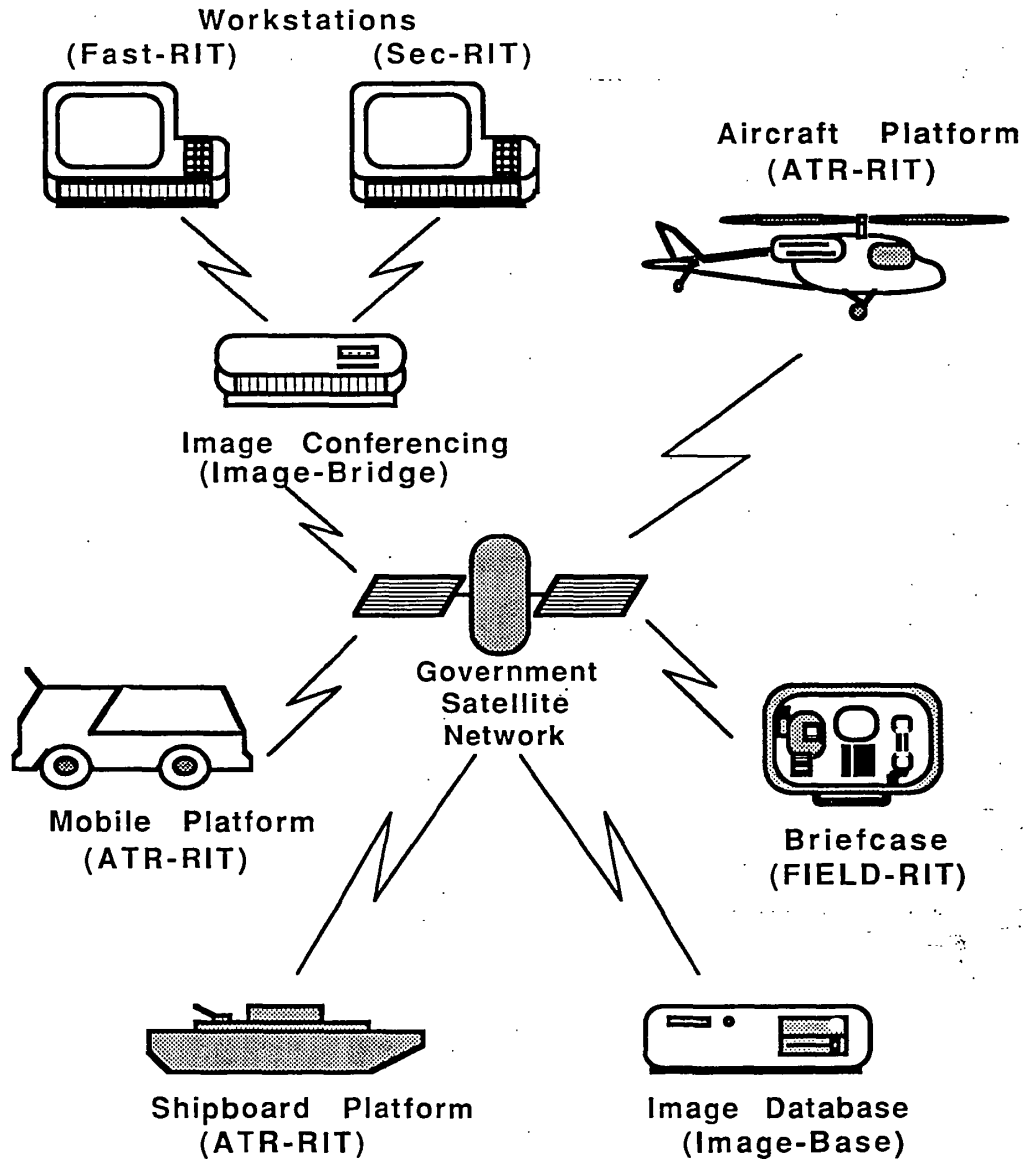 Workstations
(Fast-RIT) (Sec-RIT)
Aircraft Platform
(ATR-RIT)
Image Conferencing
(Image-Bridge)
Government
Satellite
Network
Mobile Platform
(ATR-RIT)
Briefcase
(FIELD-RIT)
Shipboard Platform
(ATR-RIT)
Image Database
(Image-Base)